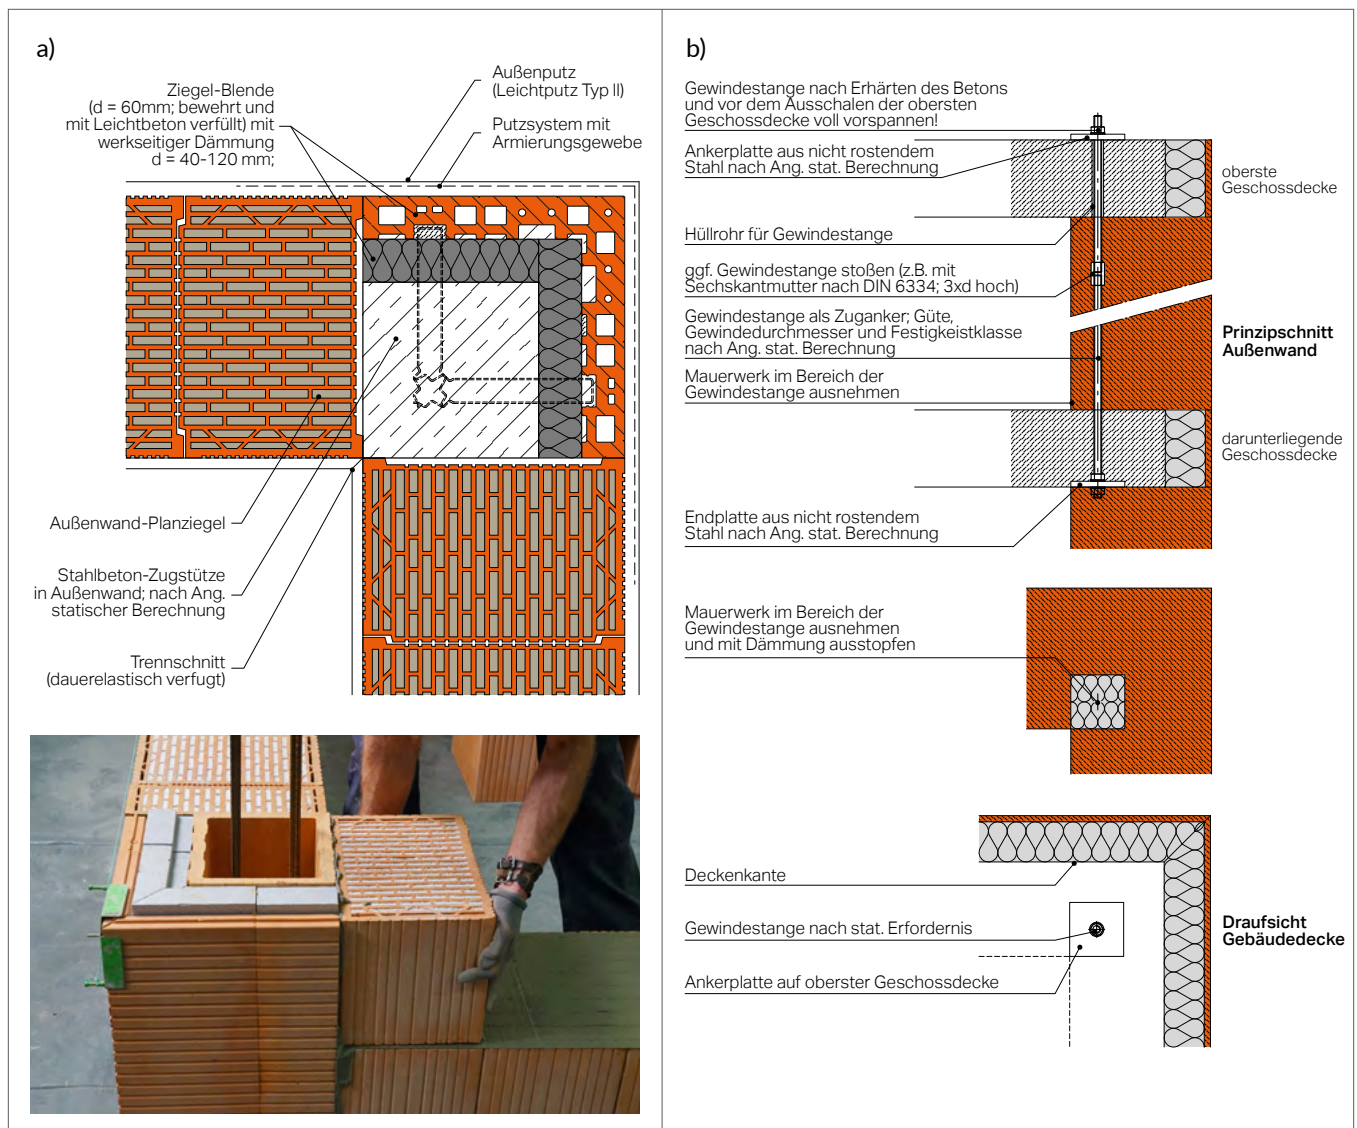 a)
Ziegel-Blende
(d = 60mm; bewehrt und
mit Leichtbeton verfüllt) mit
werkseitiger Dämmung
d = 40-120 mm;
Außenputz
(Leichtputz Typ II)
Putzsystem mit
Armierungsgewebe
Außenwand-Planziegel
Stahlbeton-Zugstütze
in Außenwand; nach Ang.
statischer Berechnung
Trennschnitt
(dauerelastisch verfugt)
b)
Gewindestange nach Erhärten des Betons
und vor dem Ausschalen der obersten
Geschossdecke voll vorspannen!
Ankerplatte aus nicht rostendem
Stahl nach Ang. stat. Berechnung
oberste
Geschossdecke
Hüllrohr für Gewindestange
ggf. Gewindestange stoßen (z.B. mit
Sechskantmutter nach DIN 6334; 3xd hoch)
Gewindestange als Zuganker; Güte,
Gewindedurchmesser und Festigkeistklasse
nach Ang. stat. Berechnung
Prinzipschnitt
Außenwand
Mauerwerk im Bereich der
Gewindestange ausnehmen
darunterliegende
Geschossdecke
Endplatte aus nicht rostendem
Stahl nach Ang. stat. Berechnung
Mauerwerk im Bereich der
Gewindestange ausnehmen
und mit Dämmung ausstopfen
Deckenkante
Gewindestange nach stat. Erfordernis
Ankerplatte auf oberster Geschossdecke
Draufsicht
Gebäudedecke